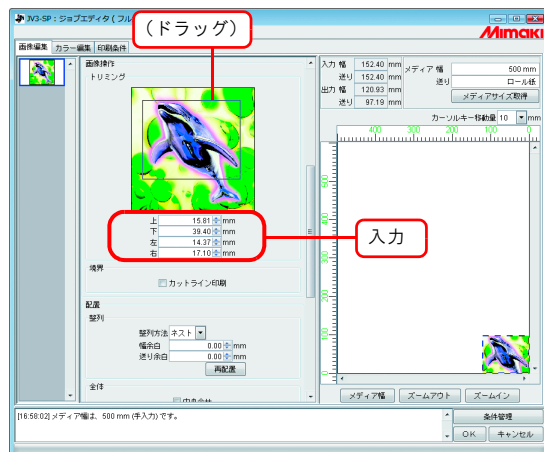 JV3-SP : ジョブエディタ ( フル
(ドラッグ)
Mimaki
画像編集 カラー編集 印刷条件
画像操作
トリミング
上 15.81 mm
下 39.40 mm
左 14.37 mm
右 17.10 mm
入力
境界
カットライン印刷
配置
整列
整列方法 ネスト
幅余白 0.00 mm
送り余白 0.00 mm
再配置
全体
入力 幅 152.40 mm
送り 152.40 mm
出力 幅 120.93 mm
送り 97.19 mm
メディア 幅 500 mm
送り ロール紙
メディアサイズ取得
カーソルキー移動量 10 mm
400 300 200 100 0
500
400
300
200
100
0
メディア幅 ズームアウト ズームイン
[16:58:02] メディア幅は、500 mm (手入力) です。
条件管理
OK キャンセル